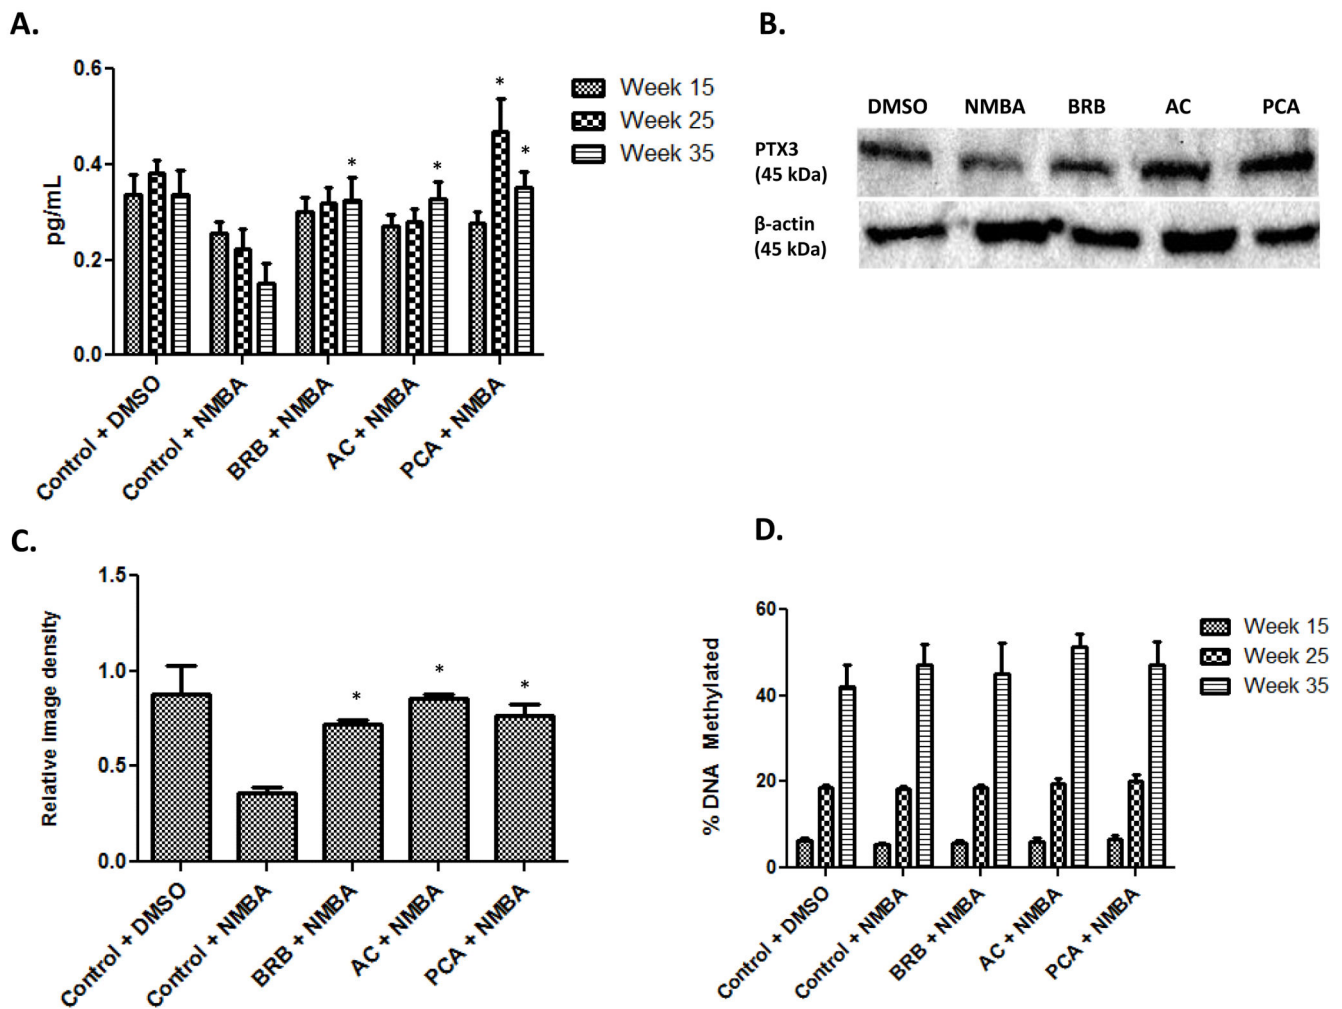 A.
0.6
0.4
0.2
0.0
pg/mL
*
*
*
*
Week 15
Week 25
Week 35
Control + DMSO
Control + NMBA
BRB + NMBA
AC + NMBA
PCA + NMBA
B.
DMSO NMBA BRB AC PCA
PTX3
(45 kDa)
β-actin
(45 kDa)
C.
1.5
1.0
0.5
0.0
Relative Image density
*
*
*
Control + DMSO
Control + NMBA
BRB + NMBA
AC + NMBA
PCA + NMBA
D.
60
40
20
0
% DNA Methylated
Week 15
Week 25
Week 35
Control + DMSO
Control + NMBA
BRB + NMBA
AC + NMBA
PCA + NMBA